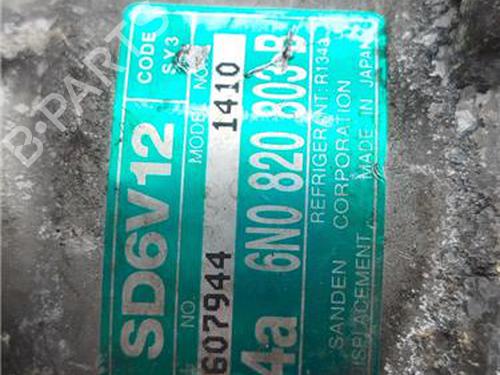 B-PARTS
SD6V12
CODE
SY3
NO.
607944
MODEL NO.
1410
4a
6N0 820 803 B
REFRIGERANT: R134a
SANDEN CORPORATION
DISPLACEMENT
MADE IN JAPAN